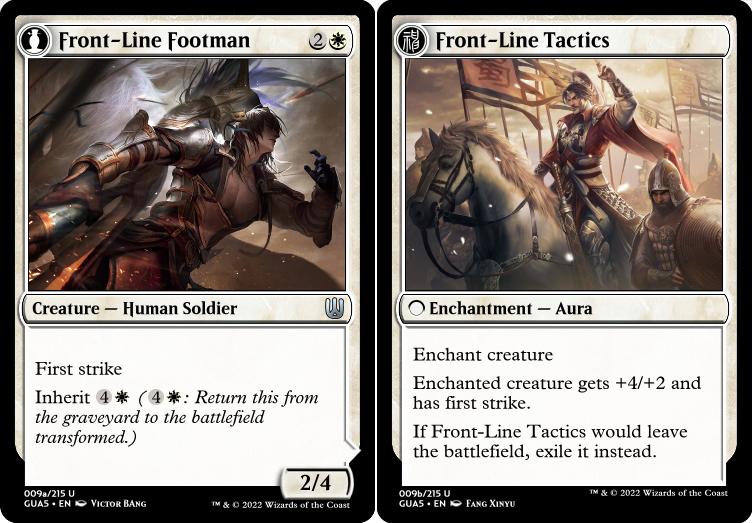 Front-Line Footman
2
Creature — Human Soldier
First strike
Inherit 4 ( 4 : Return this from
the graveyard to the battlefield
transformed.)
2/4
009a/215 U
GUA5 • EN Victor Bang
™ & © 2022 Wizards of the Coast
Front-Line Tactics
Enchantment — Aura
Enchant creature
Enchanted creature gets +4/+2 and
has first strike.
If Front-Line Tactics would leave
the battlefield, exile it instead.
009b/215 U
GUA5 • EN Fang Xinyu
™ & © 2022 Wizards of the Coast